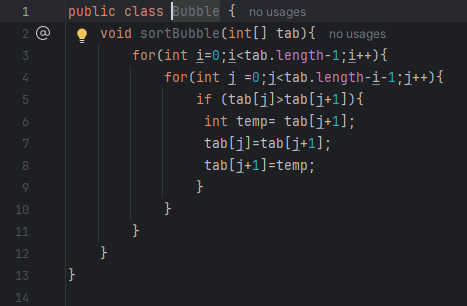 1 public class Bubble { no usages
2 @ void sortBubble(int[] tab){ no usages
3 for(int i=0;i<tab.length-1;i++){
4 for(int j =0;j<tab.length-i-1;j++){
5 if (tab[j]>tab[j+1]){
6 int temp= tab[j+1];
7 tab[j]=tab[j+1];
8 tab[j+1]=temp;
9 }
10 }
11 }
12 }
13 }
14